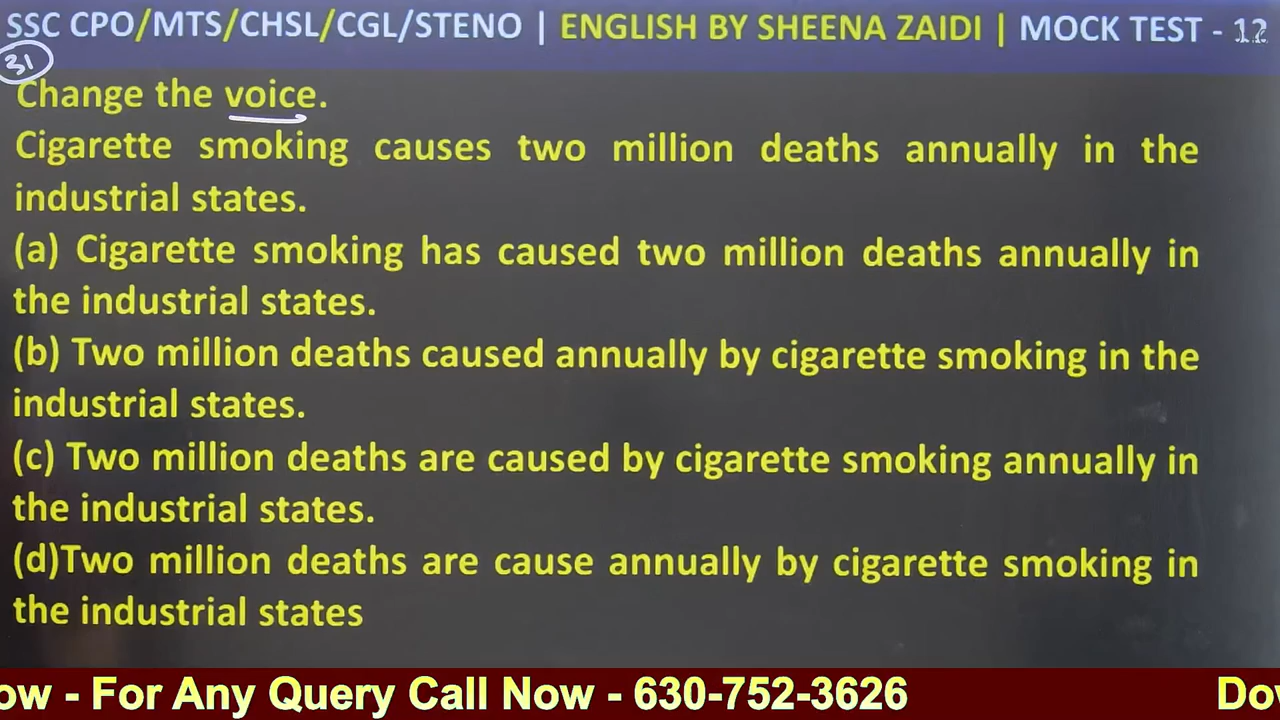 SSC CPO/MTS/CHSL/CGL/STENO | ENGLISH BY SHEENA ZAIDI | MOCK TEST - 12
31
Change the voice.
Cigarette smoking causes two million deaths annually in the
industrial states.
(a) Cigarette smoking has caused two million deaths annually in
the industrial states.
(b) Two million deaths caused annually by cigarette smoking in the
industrial states.
(c) Two million deaths are caused by cigarette smoking annually in
the industrial states.
(d)Two million deaths are cause annually by cigarette smoking in
the industrial states
ow - For Any Query Call Now - 630-752-3626 Dov